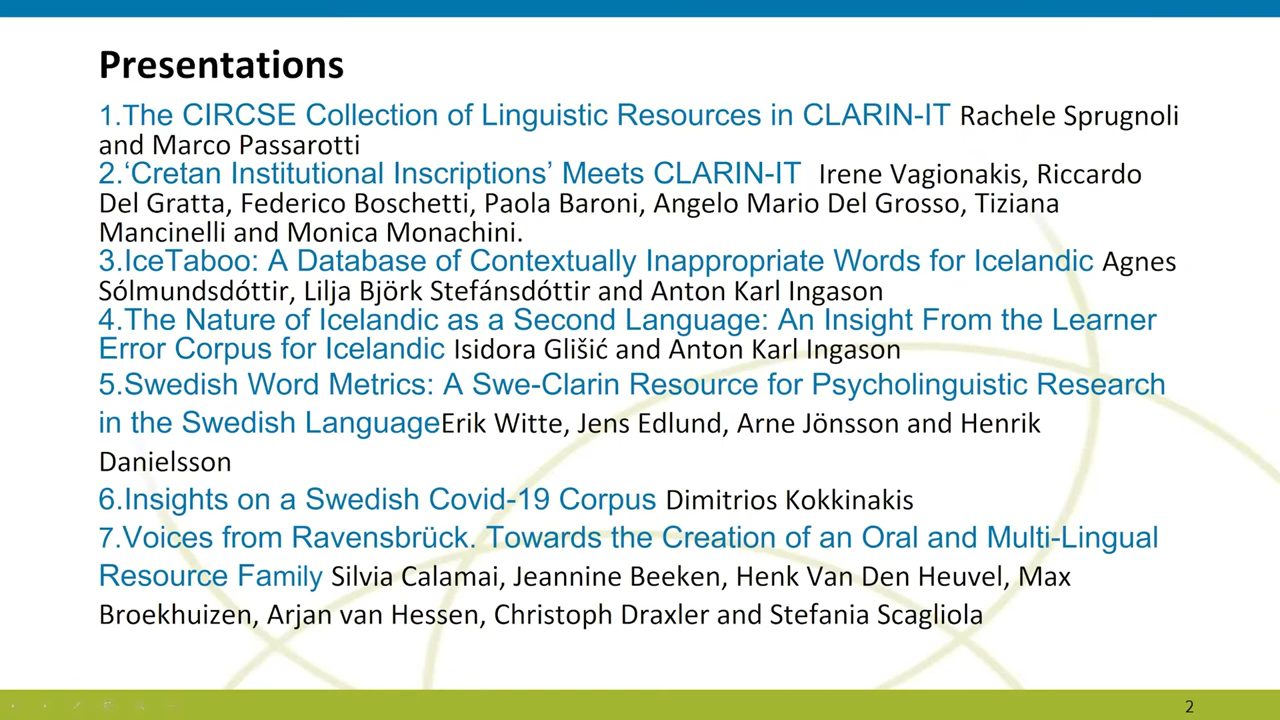 Presentations
1.The CIRCSE Collection of Linguistic Resources in CLARIN-IT Rachele Sprugnoli
and Marco Passarotti
2.‘Cretan Institutional Inscriptions’ Meets CLARIN-IT Irene Vagionakis, Riccardo
Del Gratta, Federico Boschetti, Paola Baroni, Angelo Mario Del Grosso, Tiziana
Mancinelli and Monica Monachini.
3.IceTaboo: A Database of Contextually Inappropriate Words for Icelandic Agnes
Sólmundsdóttir, Lilja Björk Stefánsdóttir and Anton Karl Ingason
4.The Nature of Icelandic as a Second Language: An Insight From the Learner
Error Corpus for Icelandic Isidora Glišić and Anton Karl Ingason
5.Swedish Word Metrics: A Swe-Clarin Resource for Psycholinguistic Research
in the Swedish LanguageErik Witte, Jens Edlund, Arne Jönsson and Henrik
Danielsson
6.Insights on a Swedish Covid-19 Corpus Dimitrios Kokkinakis
7.Voices from Ravensbrück. Towards the Creation of an Oral and Multi-Lingual
Resource Family Silvia Calamai, Jeannine Beeken, Henk Van Den Heuvel, Max
Broekhuizen, Arjan van Hessen, Christoph Draxler and Stefania Scagliola
2